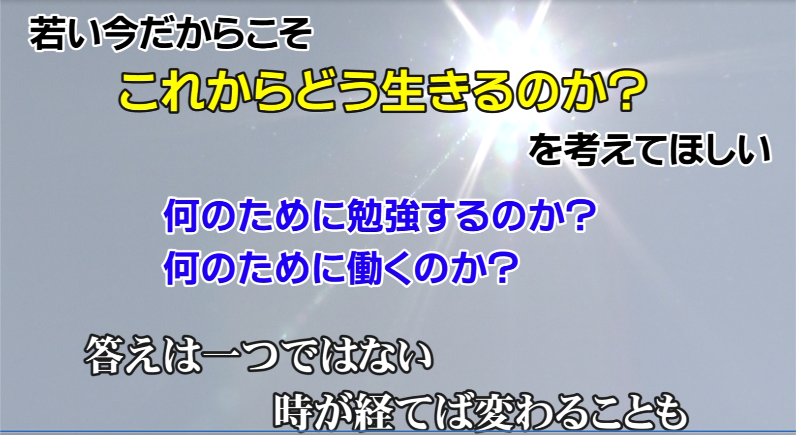 若い今だからこそ
これからどう生きるのか?
を考えてほしい
何のために勉強するのか?
何のために働くのか?
答えは一つではない
時が経てば変わることも